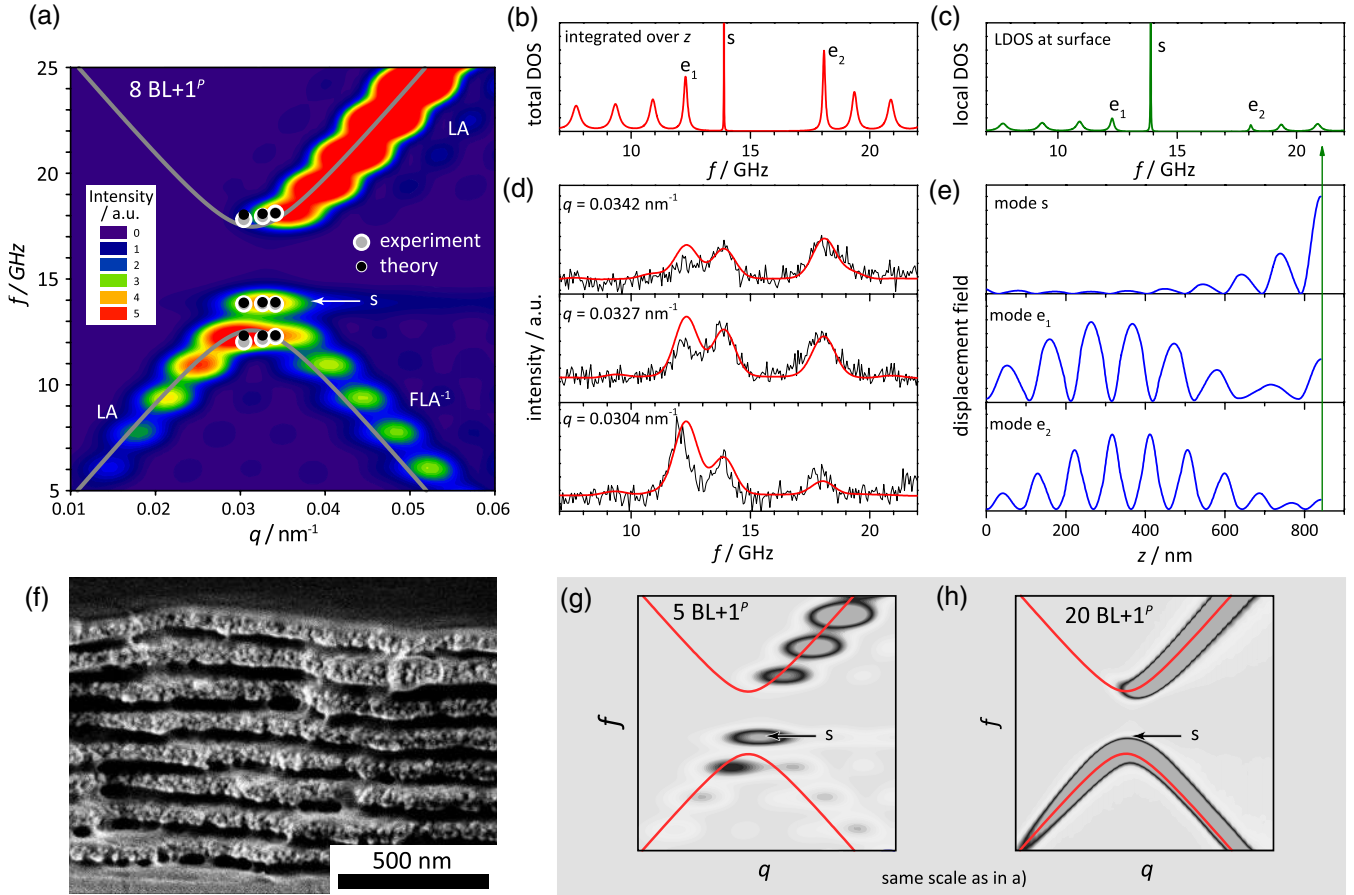 (a)
8 BL+1ᴾ
LA
Intensity
/ a.u.
0
1
2
3
4
5
experiment
theory
s
LA
FLA⁻¹
25
20
15
10
5
f / GHz
0.01 0.02 0.03 0.04 0.05 0.06
q / nm⁻¹
(b)
integrated over z
e₁
s
e₂
total DOS
10 15 20
f / GHz
(c)
LDOS at surface
s
e₁
e₂
local DOS
10 15 20
f / GHz
(d)
q = 0.0342 nm⁻¹
q = 0.0327 nm⁻¹
q = 0.0304 nm⁻¹
intensity / a.u.
10 15 20
f / GHz
(e)
mode s
mode e₁
mode e₂
displacement field
0 200 400 600 800
z / nm
(f)
500 nm
(g)
5 BL+1ᴾ
s
f
q
(h)
20 BL+1ᴾ
s
f
q
same scale as in a)